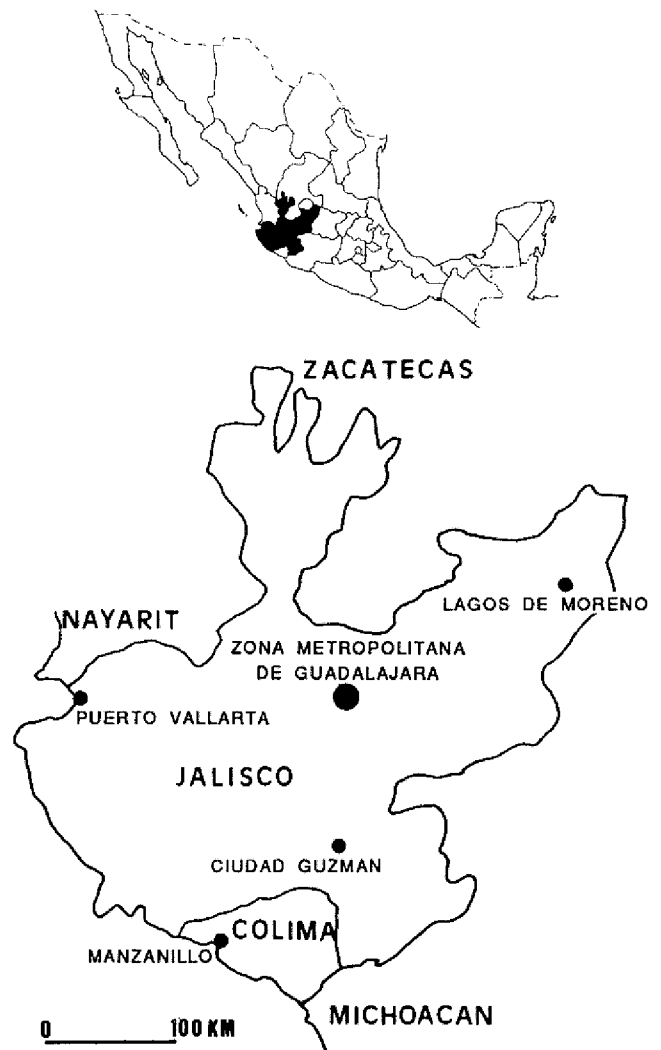 ZACATECAS
LAGOS DE MORENO
NAYARIT
ZONA METROPOLITANA
DE GUADALAJARA
PUERTO VALLARTA
JALISCO
CIUDAD GUZMAN
COLIMA
MANZANILLO
MICHOACAN
0 100 KM